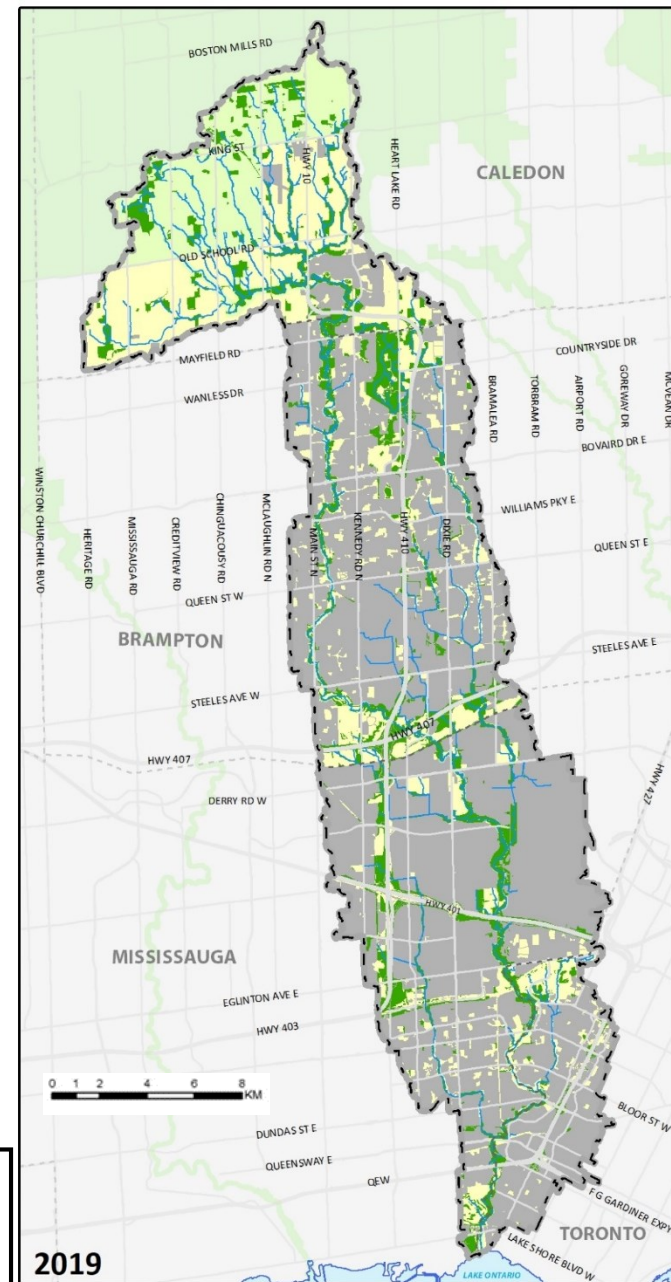 BOSTON MILLS RD
KING ST
HWY 10
HEART LAKE RD
CALEDON
OLD SCHOOL RD
MAYFIELD RD
COUNTRYSIDE DR
WANLESS DR
BRAMALEA RD
TORBRAM RD
AIRPORT RD
GOREWAY DR
MCVEAN DR
BOVAIRD DR E
WINSTON CHURCHILL BLVD
HERITAGE RD
MISSISSAUGA RD
CREDITVIEW RD
CHINGUACOUSY RD
MCLAUGHLIN RD N
MAIN ST N
KENNEDY RD N
HWY 410
DIXIE RD
WILLIAMS PKY E
QUEEN ST E
QUEEN ST W
BRAMPTON
STEELES AVE E
STEELES AVE W
HWY 407
HWY 407
DERRY RD W
HWY 427
HWY 401
MISSISSAUGA
EGLINTON AVE E
HWY 403
0 1 2 4 6 8
KM
BLOOR ST W
DUNDAS ST E
QUEENSWAY E
QEW
F G GARDINER EXPY
TORONTO
LAKE SHORE BLVD W
2019
LAKE ONTARIO